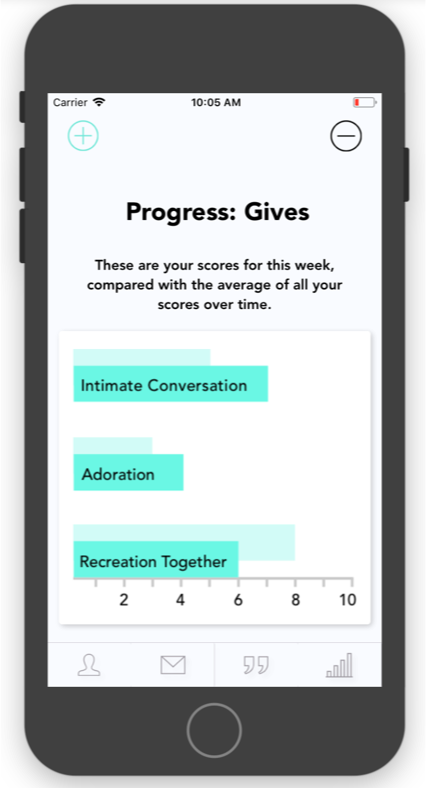 Carrier 10:05 AM
Progress: Gives
These are your scores for this week,
compared with the average of all your
scores over time.
Intimate Conversation
Adoration
Recreation Together
2 4 6 8 10